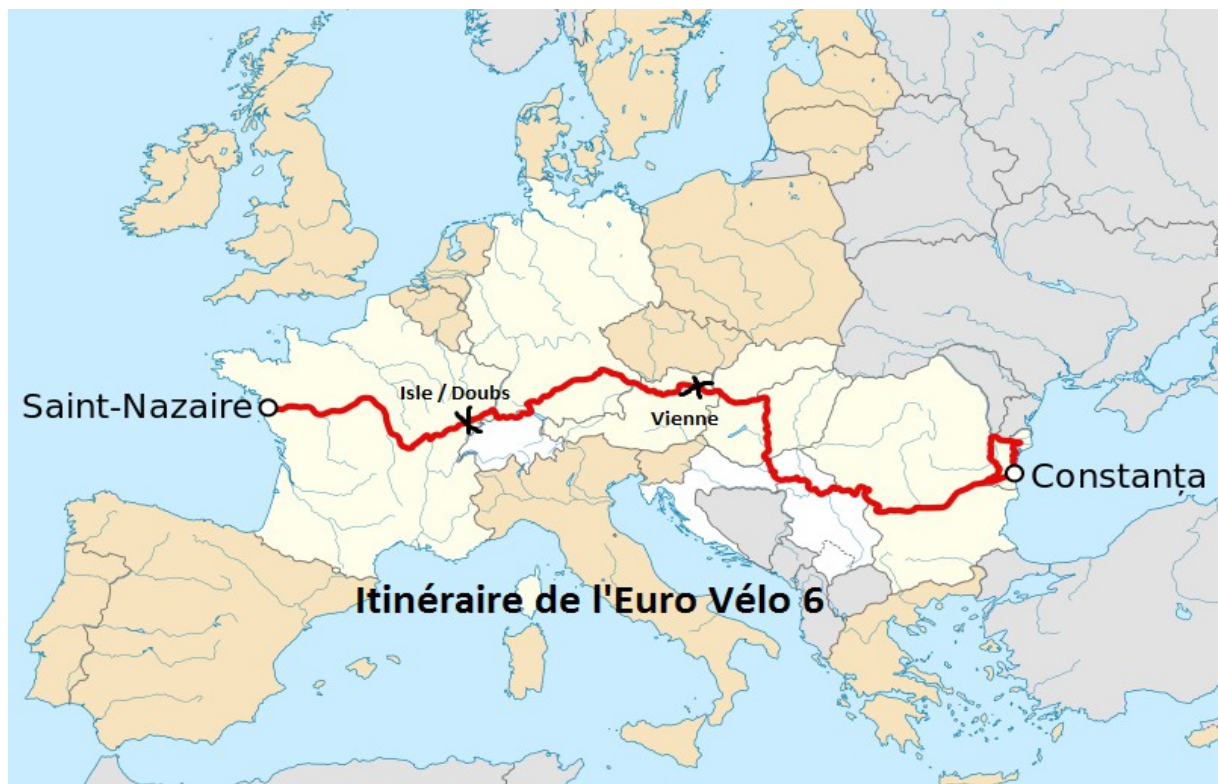 Isle / Doubs
Saint-Nazaire
Vienne
Constanța
Itinéraire de l'Euro Vélo 6